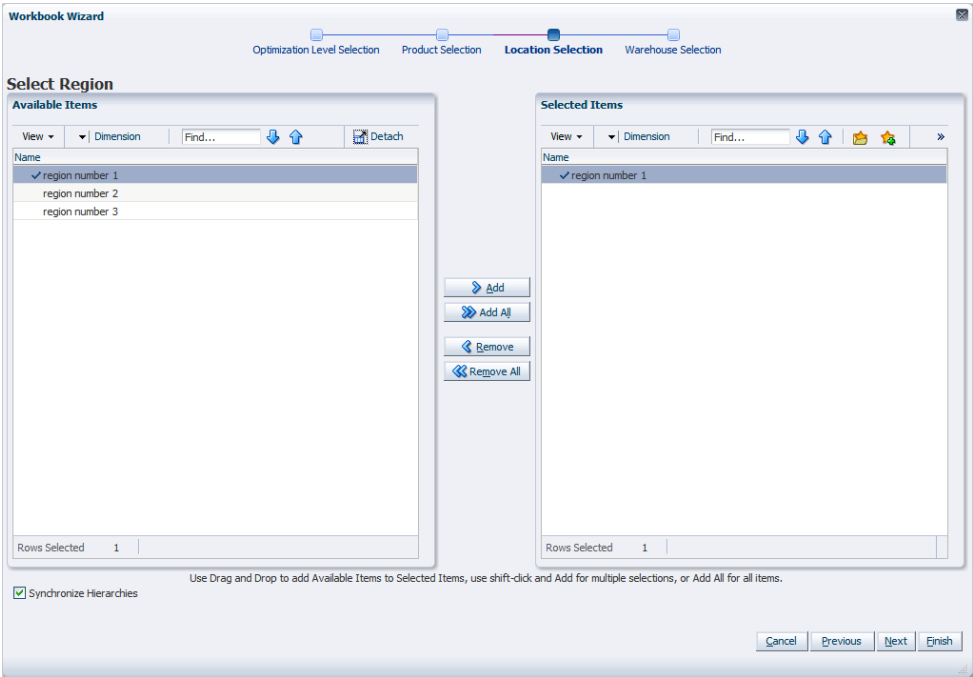 Workbook Wizard
Optimization Level Selection Product Selection Location Selection Warehouse Selection
Select Region
Available Items
View Dimension Find... Detach
Name
region number 1
region number 2
region number 3
Rows Selected 1
Add
Add All
Remove
Remove All
Selected Items
View Dimension Find... »
Name
region number 1
Rows Selected 1
Use Drag and Drop to add Available Items to Selected Items, use shift-click and Add for multiple selections, or Add All for all items.
Synchronize Hierarchies
Cancel Previous Next Finish